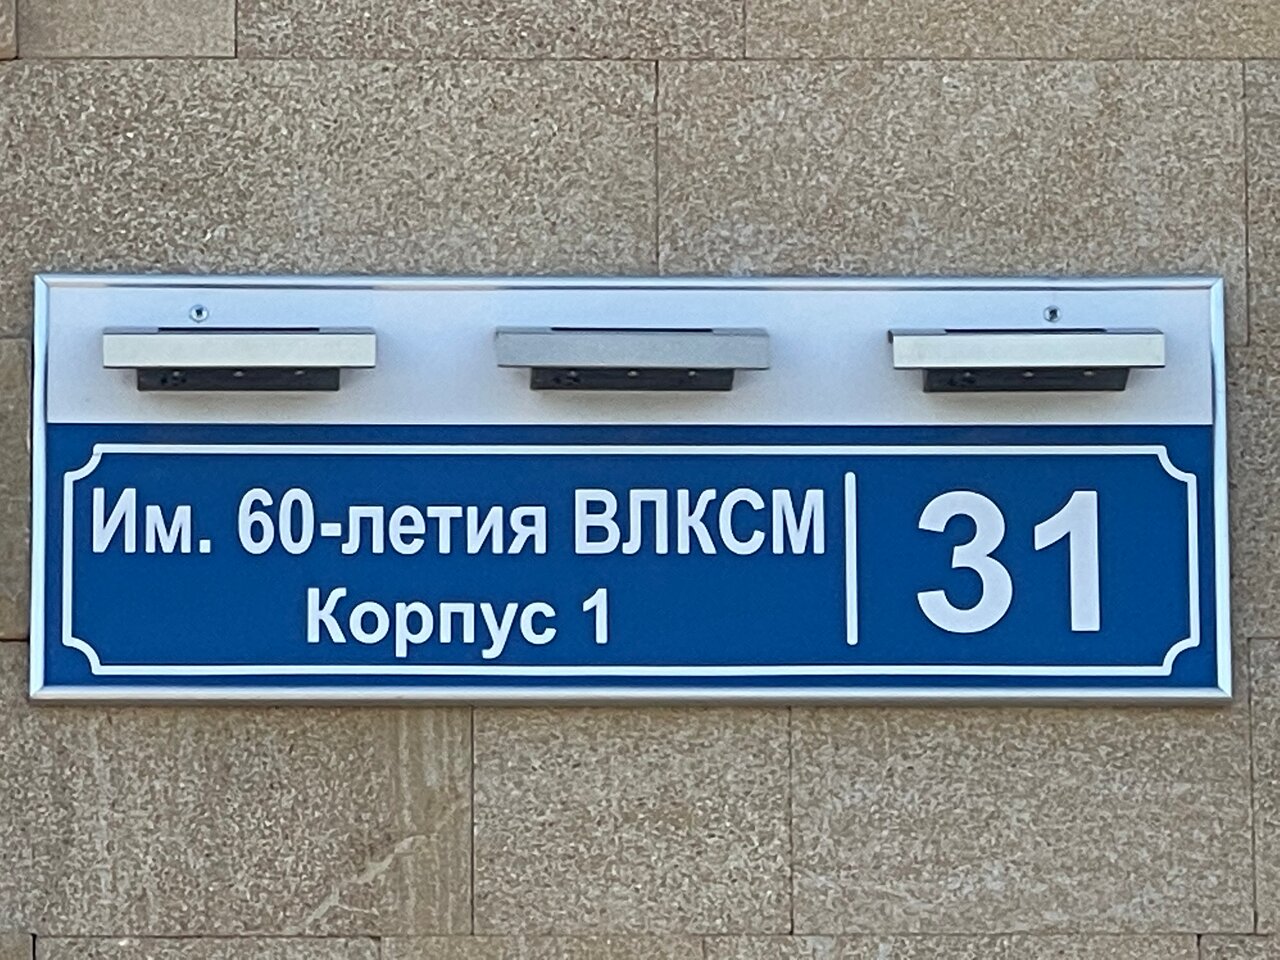 Им. 60-летия ВЛКСМ
Корпус 1
31